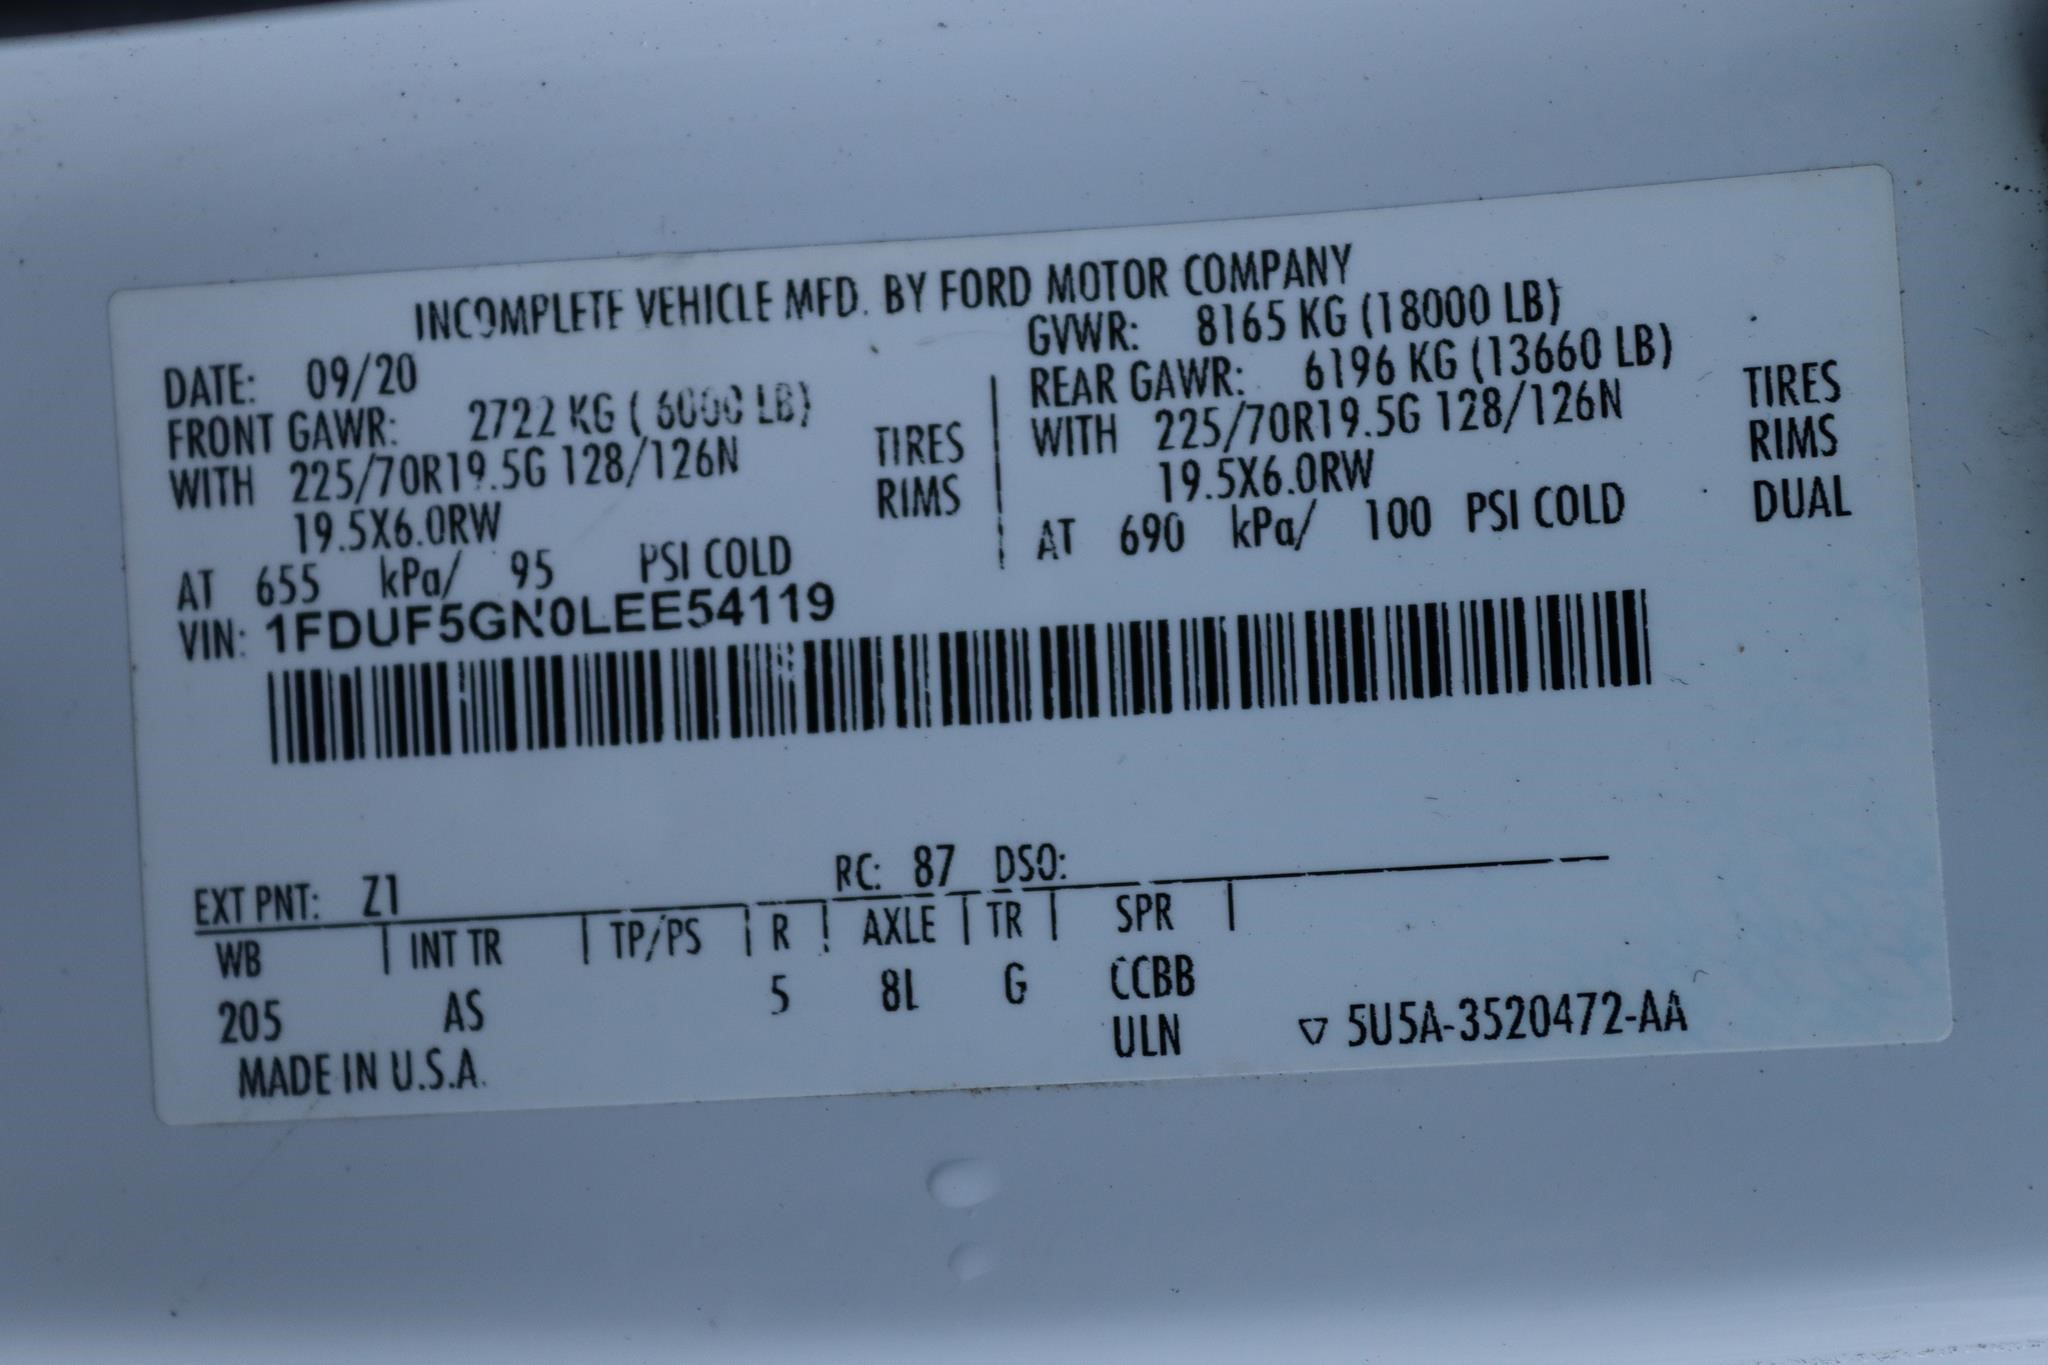 INCOMPLETE VEHICLE MFD. BY FORD MOTOR COMPANY
DATE: 09/20
FRONT GAWR: 2722 KG ( 6000 LB)
WITH 225/70R19.5G 128/126N TIRES
19.5X6.0RW RIMS
AT 655 kPa/ 95 PSI COLD
GVWR: 8165 KG (18000 LB)
REAR GAWR: 6196 KG (13660 LB)
WITH 225/70R19.5G 128/126N TIRES
19.5X6.0RW RIMS
AT 690 kPa/ 100 PSI COLD DUAL
VIN: 1FDUF5GN0LEE54119
EXT PNT: Z1 RC: 87 DSO:
WB | INT TR | TP/PS | R | AXLE | TR | SPR |
205 AS 5 8L G CCBB
ULN ▽ 5U5A-3520472-AA
MADE IN U.S.A.